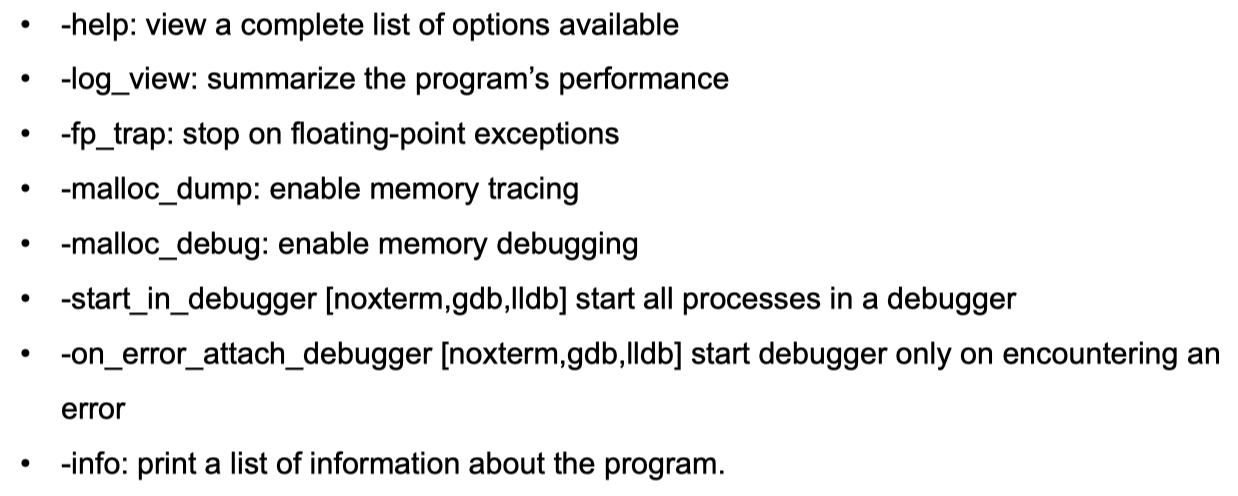 • -help: view a complete list of options available
• -log_view: summarize the program’s performance
• -fp_trap: stop on floating-point exceptions
• -malloc_dump: enable memory tracing
• -malloc_debug: enable memory debugging
• -start_in_debugger [noxterm,gdb,lldb] start all processes in a debugger
• -on_error_attach_debugger [noxterm,gdb,lldb] start debugger only on encountering an
error
• -info: print a list of information about the program.